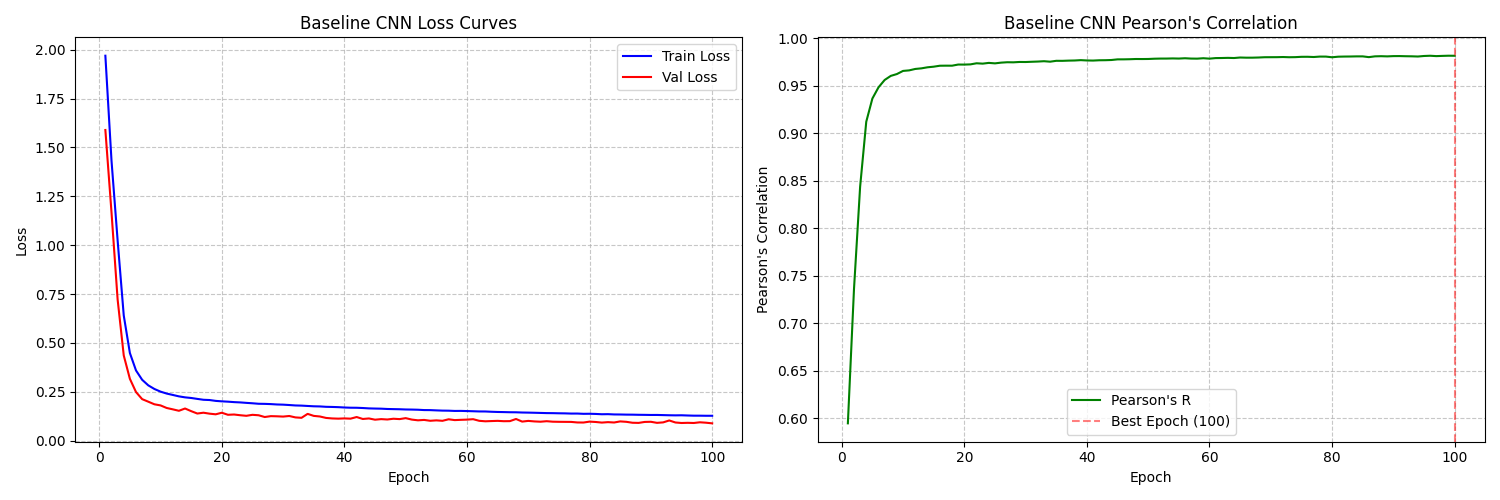 Baseline CNN Loss Curves
Loss
2.00
1.75
1.50
1.25
1.00
0.75
0.50
0.25
0.00
Train Loss
Val Loss
0 20 40 60 80 100
Epoch
Baseline CNN Pearson's Correlation
Pearson's Correlation
1.00
0.95
0.90
0.85
0.80
0.75
0.70
0.65
0.60
Pearson's R
Best Epoch (100)
0 20 40 60 80 100
Epoch